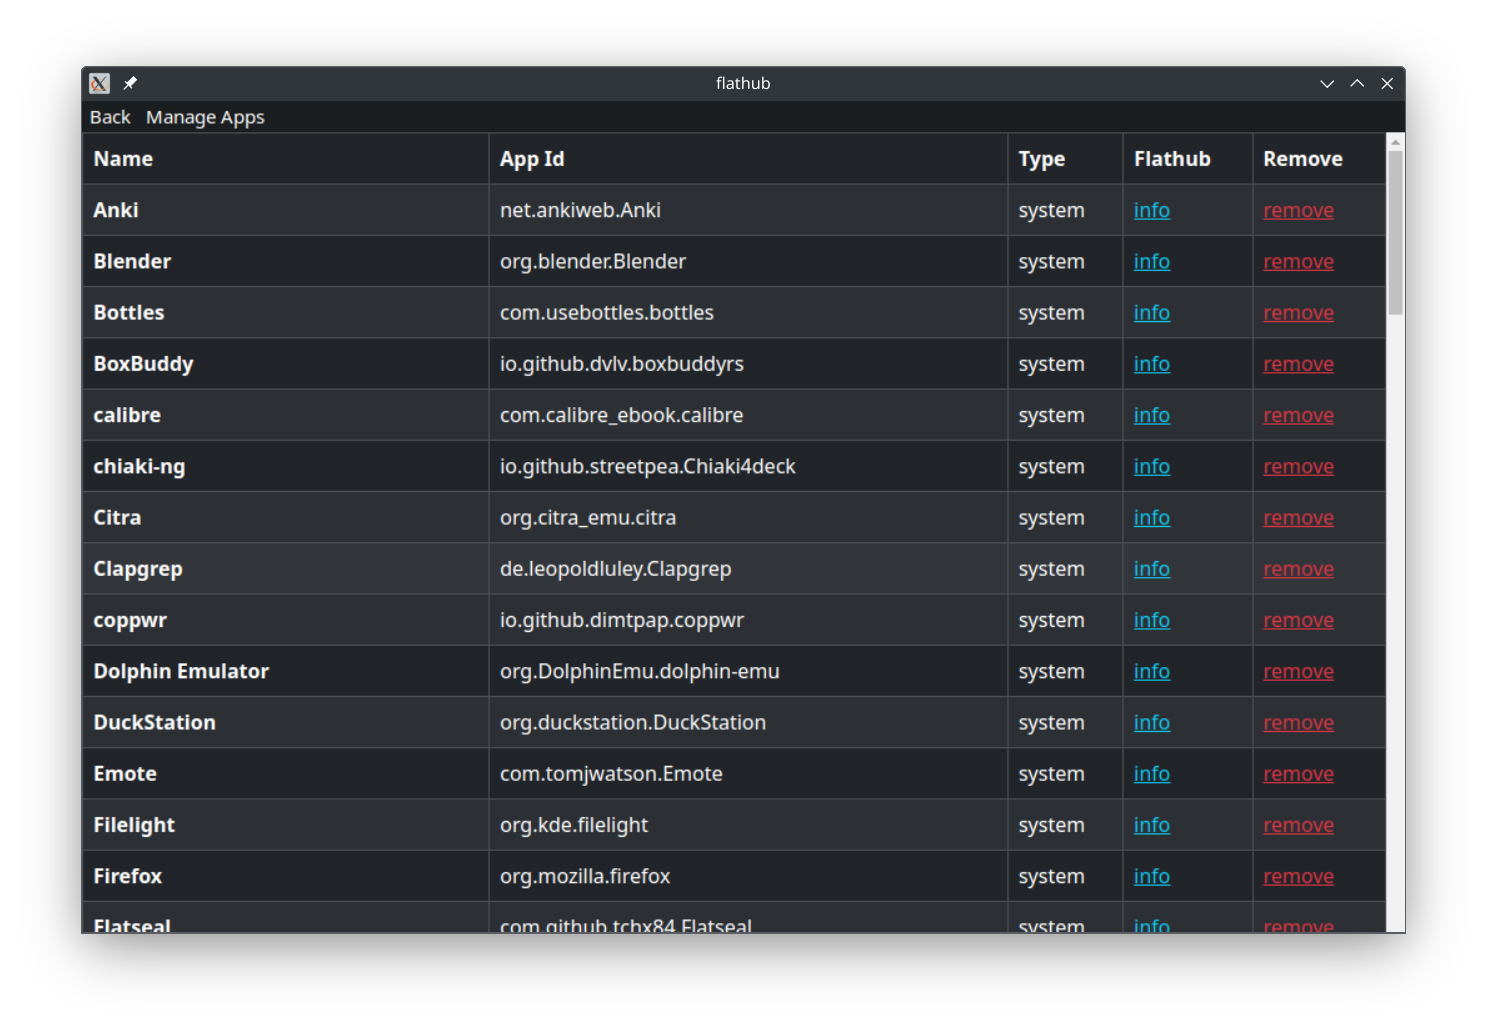 flathub
Back Manage Apps
Name App Id Type Flathub Remove
Anki net.ankiweb.Anki system info remove
Blender org.blender.Blender system info remove
Bottles com.usebottles.bottles system info remove
BoxBuddy io.github.dvlv.boxbuddyrs system info remove
calibre com.calibre_ebook.calibre system info remove
chiaki-ng io.github.streetpea.Chiaki4deck system info remove
Citra org.citra_emu.citra system info remove
Clapgrep de.leopoldluley.Clapgrep system info remove
coppwr io.github.dimtpap.coppwr system info remove
Dolphin Emulator org.DolphinEmu.dolphin-emu system info remove
DuckStation org.duckstation.DuckStation system info remove
Emote com.tomjwatson.Emote system info remove
Filelight org.kde.filelight system info remove
Firefox org.mozilla.firefox system info remove
Flatseal com.github.tchx84.Flatseal system info remove